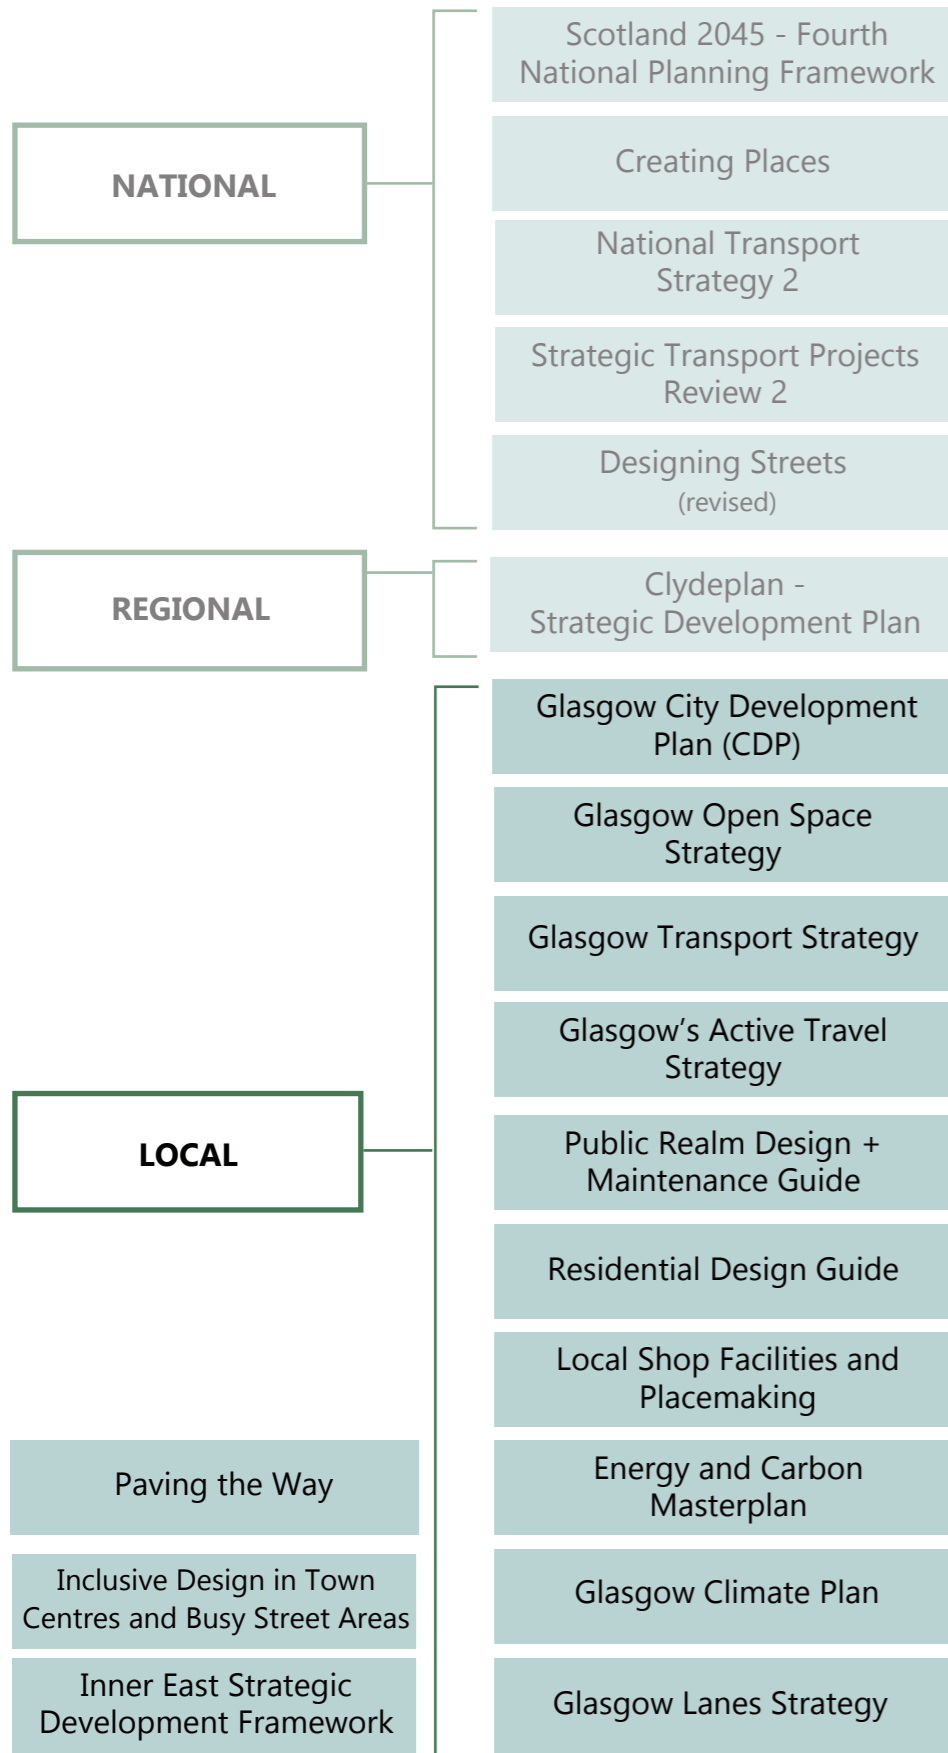 NATIONAL
Scotland 2045 - Fourth
National Planning Framework
Creating Places
National Transport
Strategy 2
Strategic Transport Projects
Review 2
Designing Streets
(revised)
REGIONAL
Clydeplan -
Strategic Development Plan
LOCAL
Glasgow City Development
Plan (CDP)
Glasgow Open Space
Strategy
Glasgow Transport Strategy
Glasgow’s Active Travel
Strategy
Public Realm Design +
Maintenance Guide
Residential Design Guide
Local Shop Facilities and
Placemaking
Energy and Carbon
Masterplan
Glasgow Climate Plan
Glasgow Lanes Strategy
Paving the Way
Inclusive Design in Town
Centres and Busy Street Areas
Inner East Strategic
Development Framework